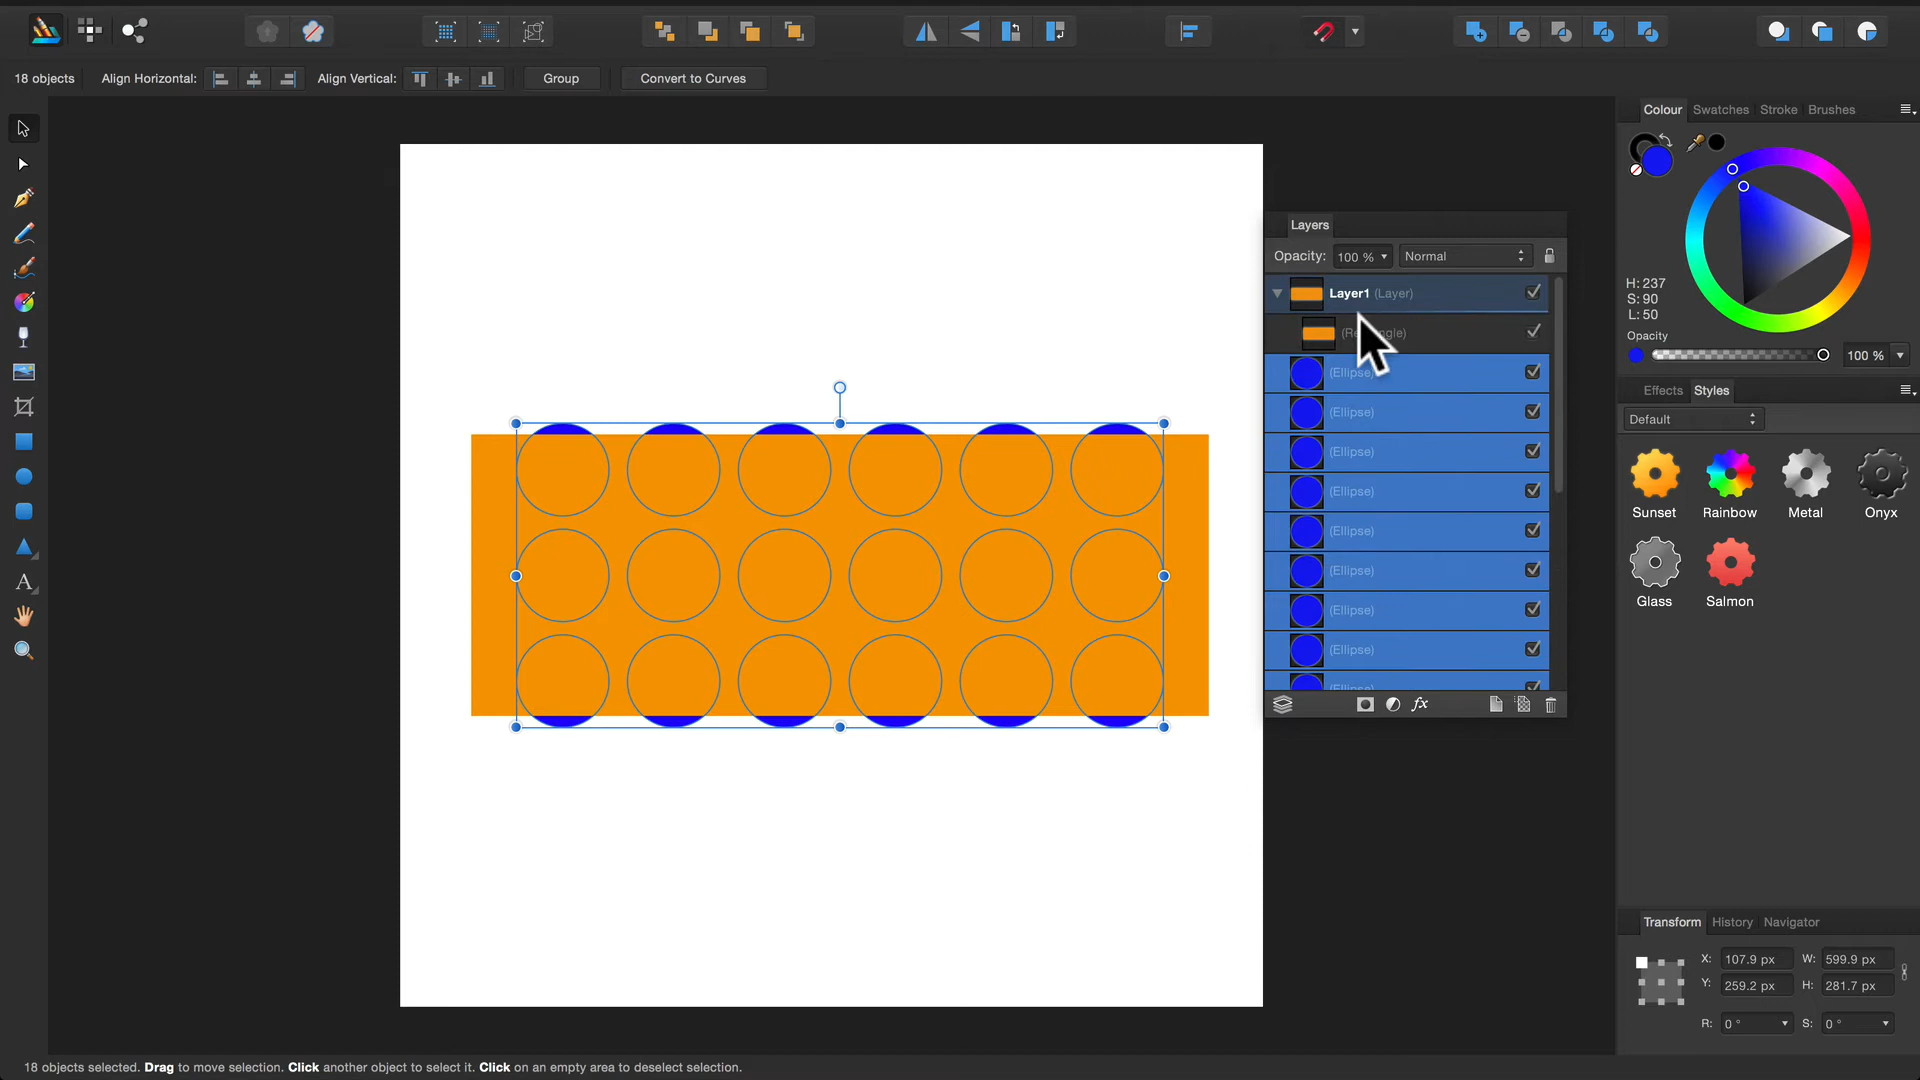 18 objects
Align Horizontal:
Align Vertical:
Group
Convert to Curves
Colour
Swatches
Stroke
Brushes
H: 237
S: 90
L: 50
Opacity
100 %
Layers
Opacity:
100 %
Normal
Layer1 (Layer)
(Ellipse)
(Ellipse)
(Ellipse)
(Ellipse)
(Ellipse)
(Ellipse)
(Ellipse)
(Ellipse)
(Ellipse)
fx
A
Effects
Styles
Default
Sunset
Rainbow
Metal
Onyx
Glass
Salmon
Transform
History
Navigator
X: 107.9 px
W: 599.9 px
Y: 259.2 px
H: 281.7 px
R: 0 °
S: 0 °
18 objects selected. Drag to move selection. Click another object to select it. Click on an empty area to deselect selection.